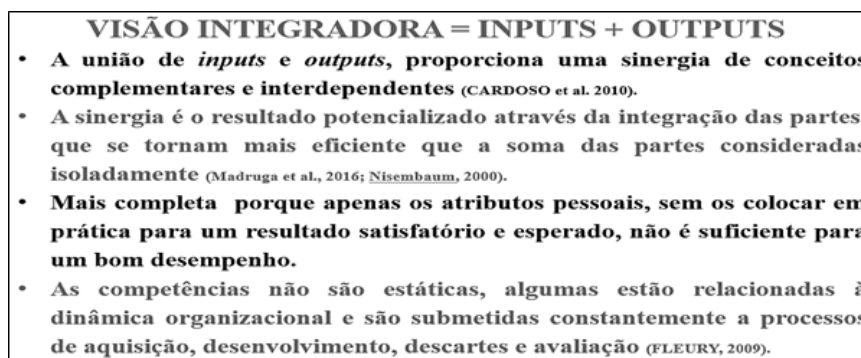 VISÃO INTEGRADORA = INPUTS + OUTPUTS
• A união de inputs e outputs, proporciona uma sinergia de conceitos
complementares e interdependentes (CARDOSO et al. 2010).
• A sinergia é o resultado potencializado através da integração das partes
que se tornam mais eficiente que a soma das partes consideradas
isoladamente (Madruga et al., 2016; Nisembaum, 2000).
• Mais completa porque apenas os atributos pessoais, sem os colocar em
prática para um resultado satisfatório e esperado, não é suficiente para
um bom desempenho.
• As competências não são estáticas, algumas estão relacionadas à
dinâmica organizacional e são submetidas constantemente a processos
de aquisição, desenvolvimento, descartes e avaliação (FLEURY, 2009).